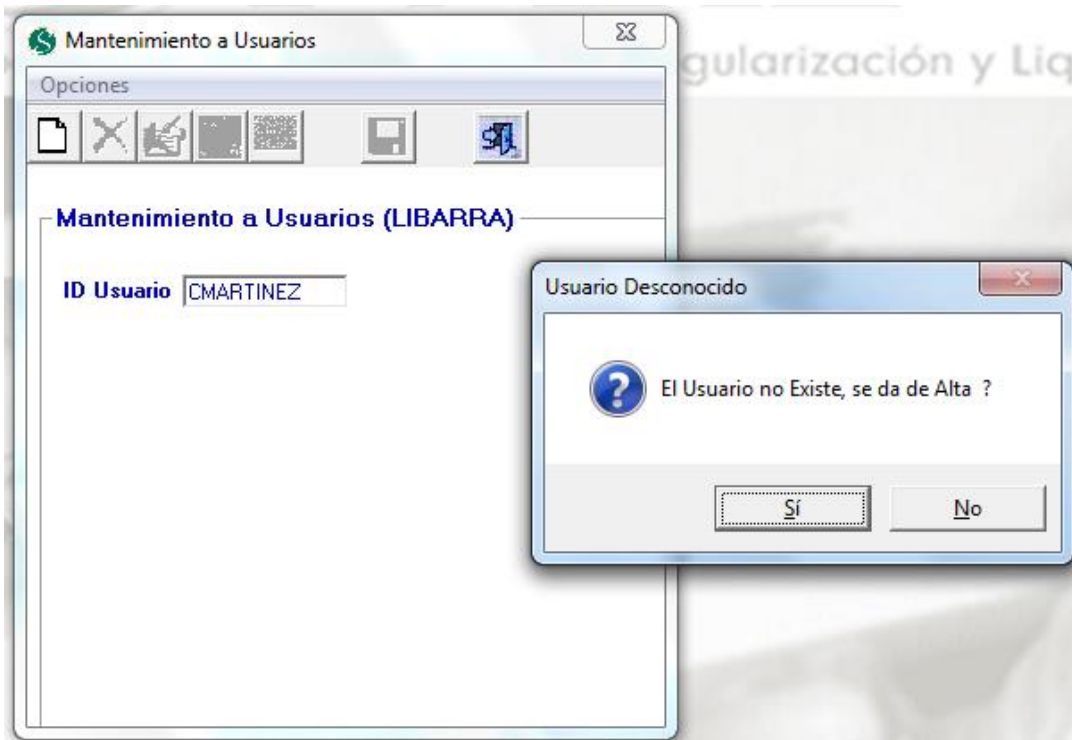 Mantenimiento a Usuarios
gularización y Liq
Opciones
Mantenimiento a Usuarios (LIBARRA)
ID Usuario CMARTINEZ
Usuario Desconocido
El Usuario no Existe, se da de Alta ?
Sí No